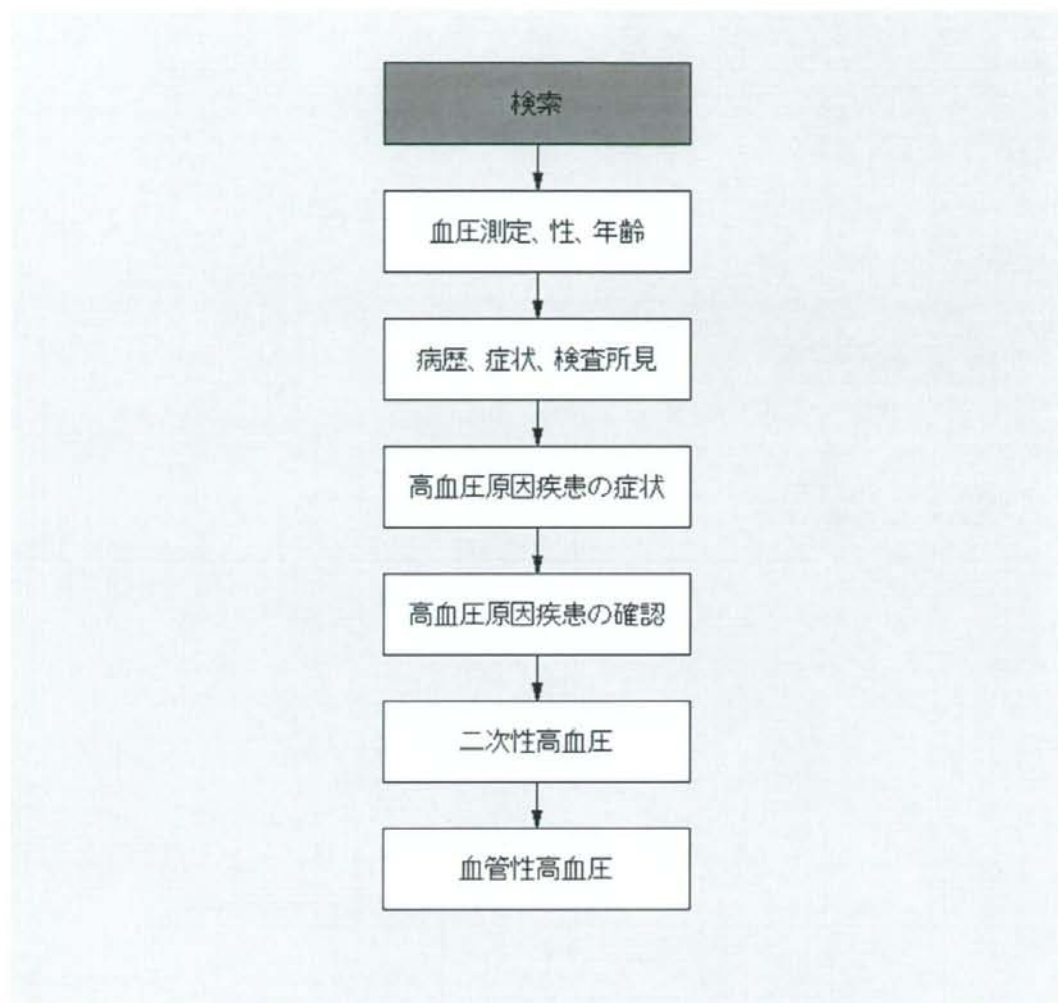 検索
血圧測定、性、年齢
病歴、症状、検査所見
高血圧原因疾患の症状
高血圧原因疾患の確認
二次性高血圧
血管性高血圧